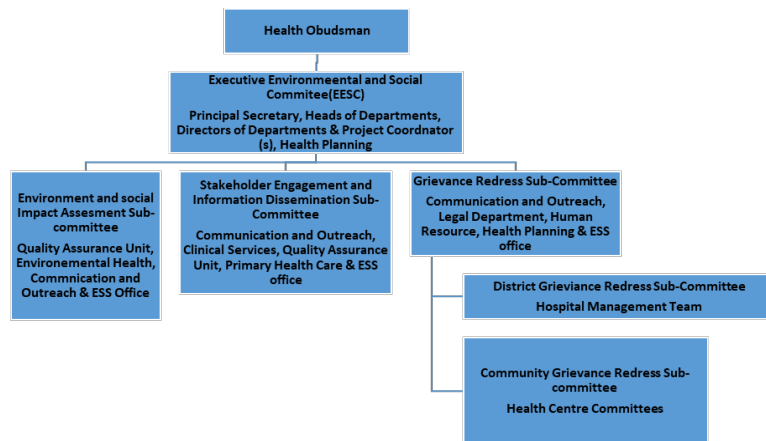 Health Obudsman
Executive Environmeental and Social
Commitee(EESC)
Principal Secretary, Heads of Departments,
Directors of Departments & Project Coordnator
(s), Health Planning
Environment and social
Impact Assesment Sub-
committee
Quality Assurance Unit,
Environemental Health,
Commnication and
Outreach & ESS Office
Stakeholder Engagement and
Information Dissemination Sub-
Committee
Communication and Outreach,
Clinical Services, Quality Assurance
Unit, Primary Health Care & ESS
office
Grievance Redress Sub-Committee
Communication and Outreach,
Legal Department, Human
Resource, Health Planning & ESS
office
District Grieviance Redress Sub-Committee
Hospital Management Team
Community Grievance Redress Sub-
committee
Health Centre Committees